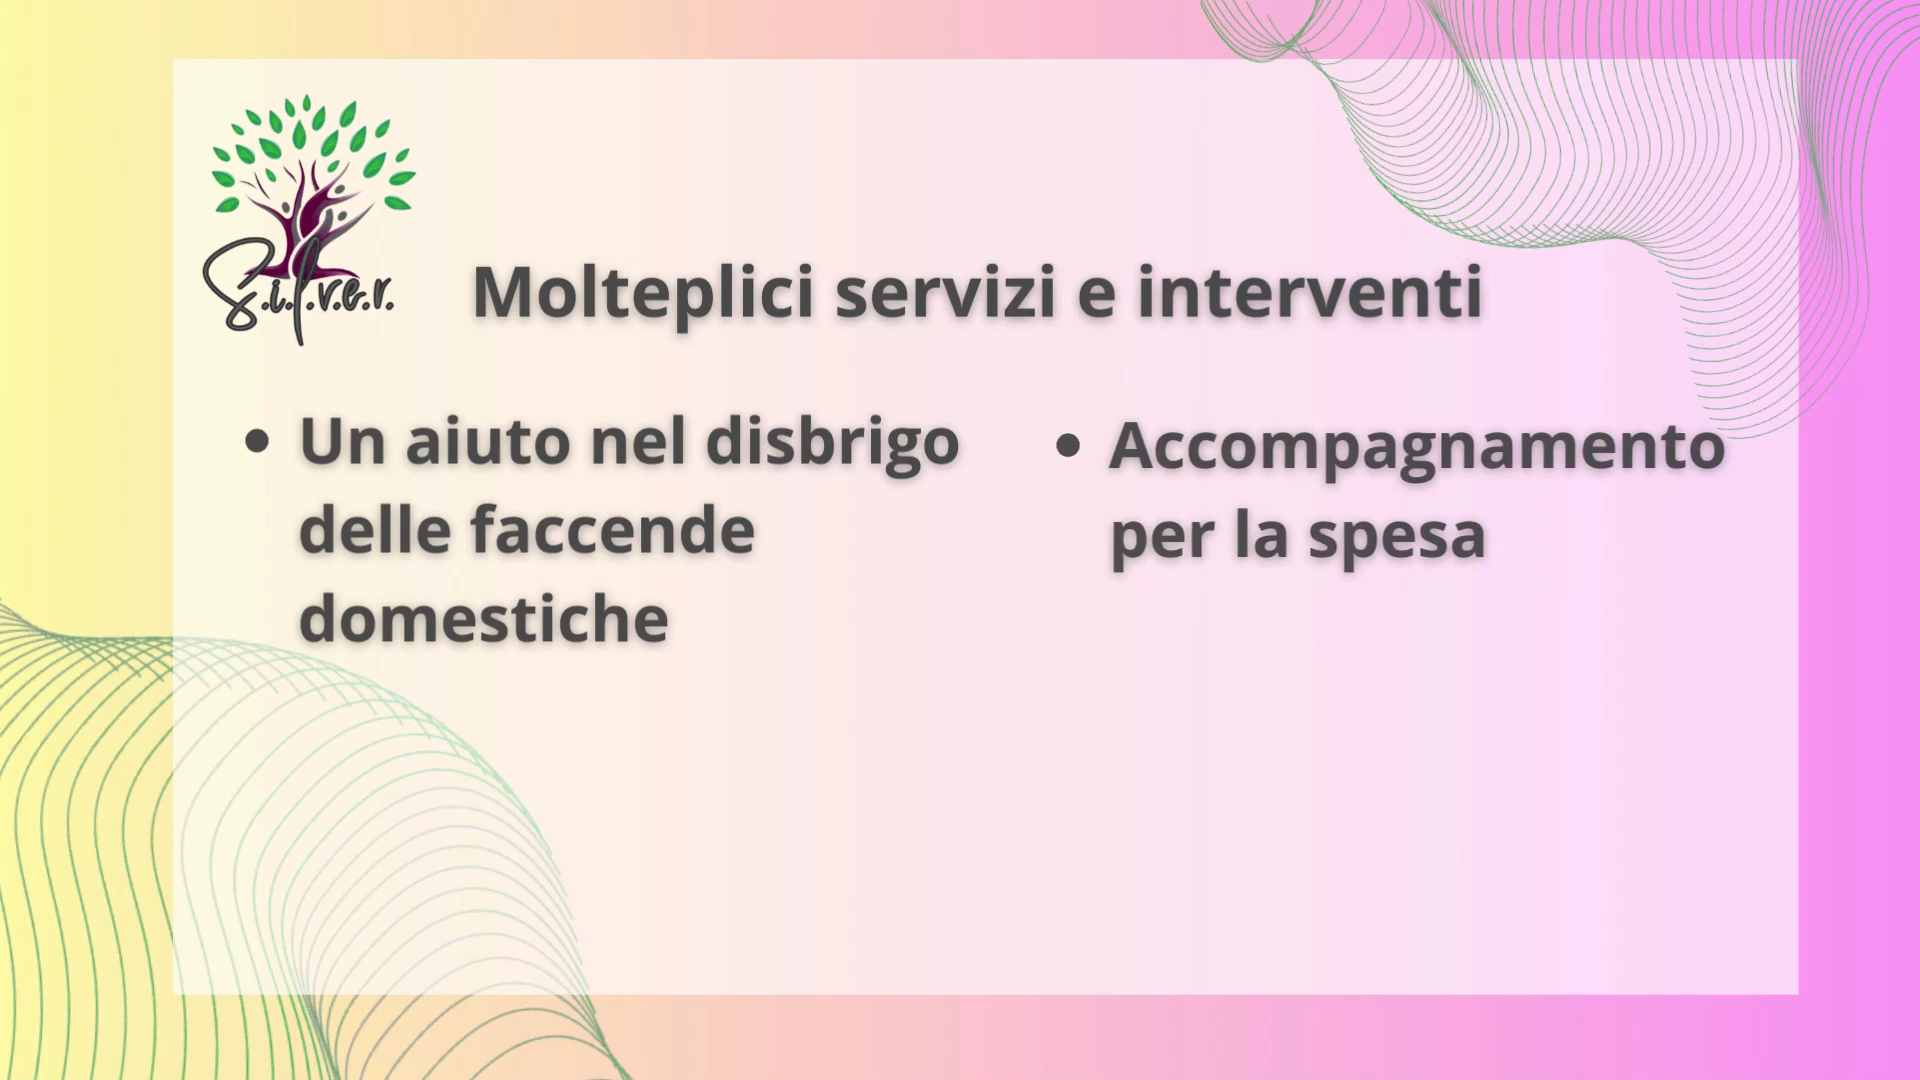 S.i.l.v.e.r.
Molteplici servizi e interventi
• Un aiuto nel disbrigo
delle faccende
domestiche
• Accompagnamento
per la spesa